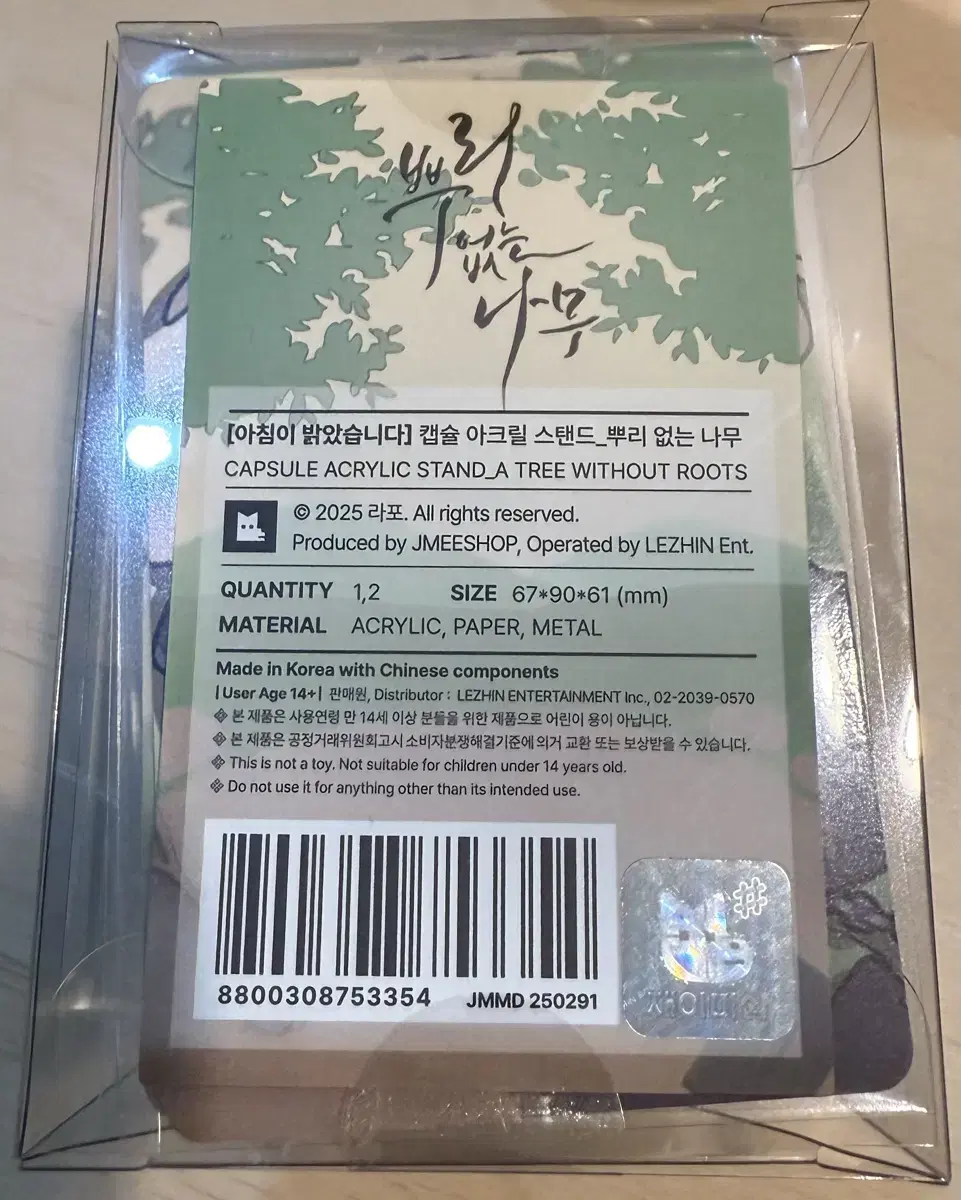 뿌리
없는
나무
[아침이 밝았습니다] 캡슐 아크릴 스탠드_뿌리 없는 나무
CAPSULE ACRYLIC STAND_A TREE WITHOUT ROOTS
© 2025 라포. All rights reserved.
Produced by JMEESHOP, Operated by LEZHIN Ent.
QUANTITY 1,2 SIZE 67*90*61 (mm)
MATERIAL ACRYLIC, PAPER, METAL
Made in Korea with Chinese components
| User Age 14+ | 판매원, Distributor : LEZHIN ENTERTAINMENT Inc., 02-2039-0570
※ 본 제품은 사용연령 만 14세 이상 분들을 위한 제품으로 어린이 용이 아닙니다.
※ 본 제품은 공정거래위원회고시 소비자분쟁해결기준에 의거 교환 또는 보상받을 수 있습니다.
※ This is not a toy. Not suitable for children under 14 years old.
※ Do not use it for anything other than its intended use.
8800308753354 JMMD 250291
#
재이미샵